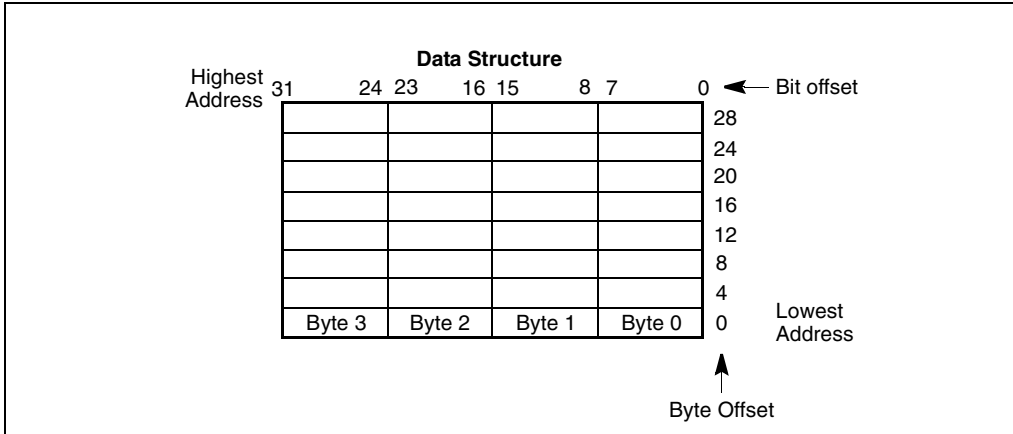 Data Structure
Highest
Address
31 24 23 16 15 8 7 0
Bit offset
28
24
20
16
12
8
4
Byte 3 Byte 2 Byte 1 Byte 0 0
Lowest
Address
Byte Offset